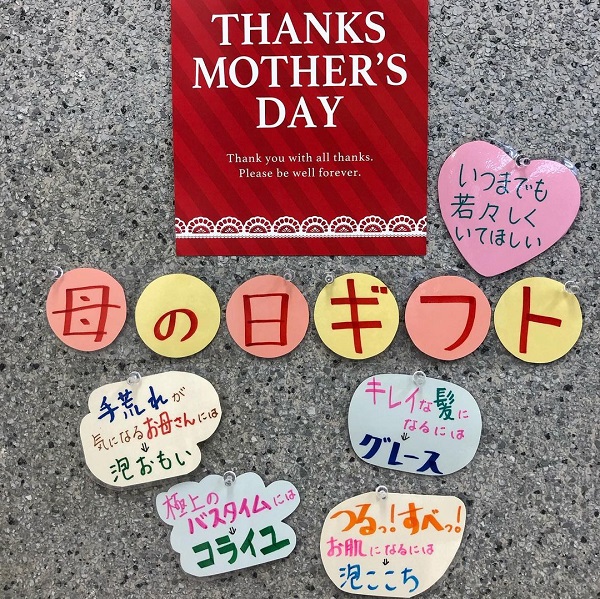 THANKS
MOTHER'S
DAY
Thank you with all thanks.
Please be well forever.
いつまでも
若々しく
いてほしい
母の日ギフト
手荒れが
気になるお母さんには
↓
泡おもい
キレイな髪に
なるには
↓
グレース
極上の
バスタイムには
↓
コライユ
つるっ!すべっ!
お肌になるには
↓
泡ここち